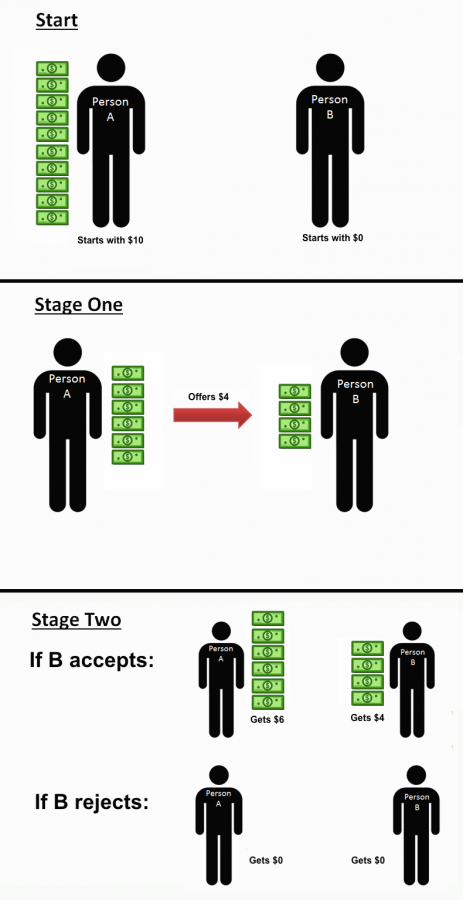 Start
Person
A
Person
B
Starts with $10
Starts with $0
Stage One
Person
A
Offers $4
Person
B
Stage Two
If B accepts:
Person
A
Person
B
Gets $6
Gets $4
If B rejects:
Person
A
Person
B
Gets $0
Gets $0